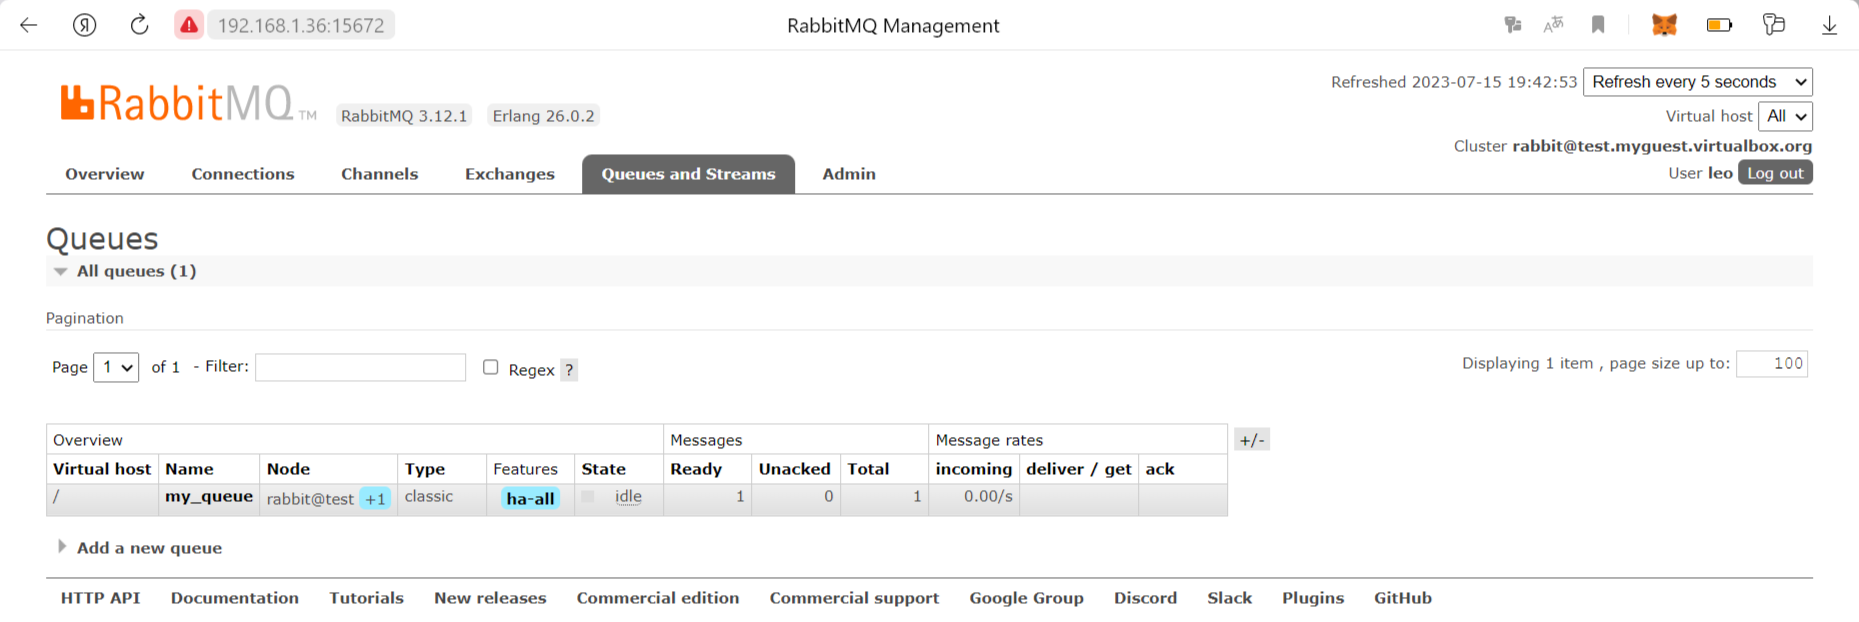 192.168.1.36:15672 RabbitMQ Management
Refreshed 2023-07-15 19:42:53 Refresh every 5 seconds
RabbitMQ TM RabbitMQ 3.12.1 Erlang 26.0.2
Virtual host All
Cluster rabbit@test.myguest.virtualbox.org
User leo Log out
Overview Connections Channels Exchanges Queues and Streams Admin
Queues
All queues (1)
Pagination
Page 1 of 1 - Filter: Regex ? Displaying 1 item , page size up to: 100
Overview Messages Message rates +/-
Virtual host Name Node Type Features State Ready Unacked Total incoming deliver / get ack
/ my_queue rabbit@test +1 classic ha-all idle 1 0 1 0.00/s
Add a new queue
HTTP API Documentation Tutorials New releases Commercial edition Commercial support Google Group Discord Slack Plugins GitHub